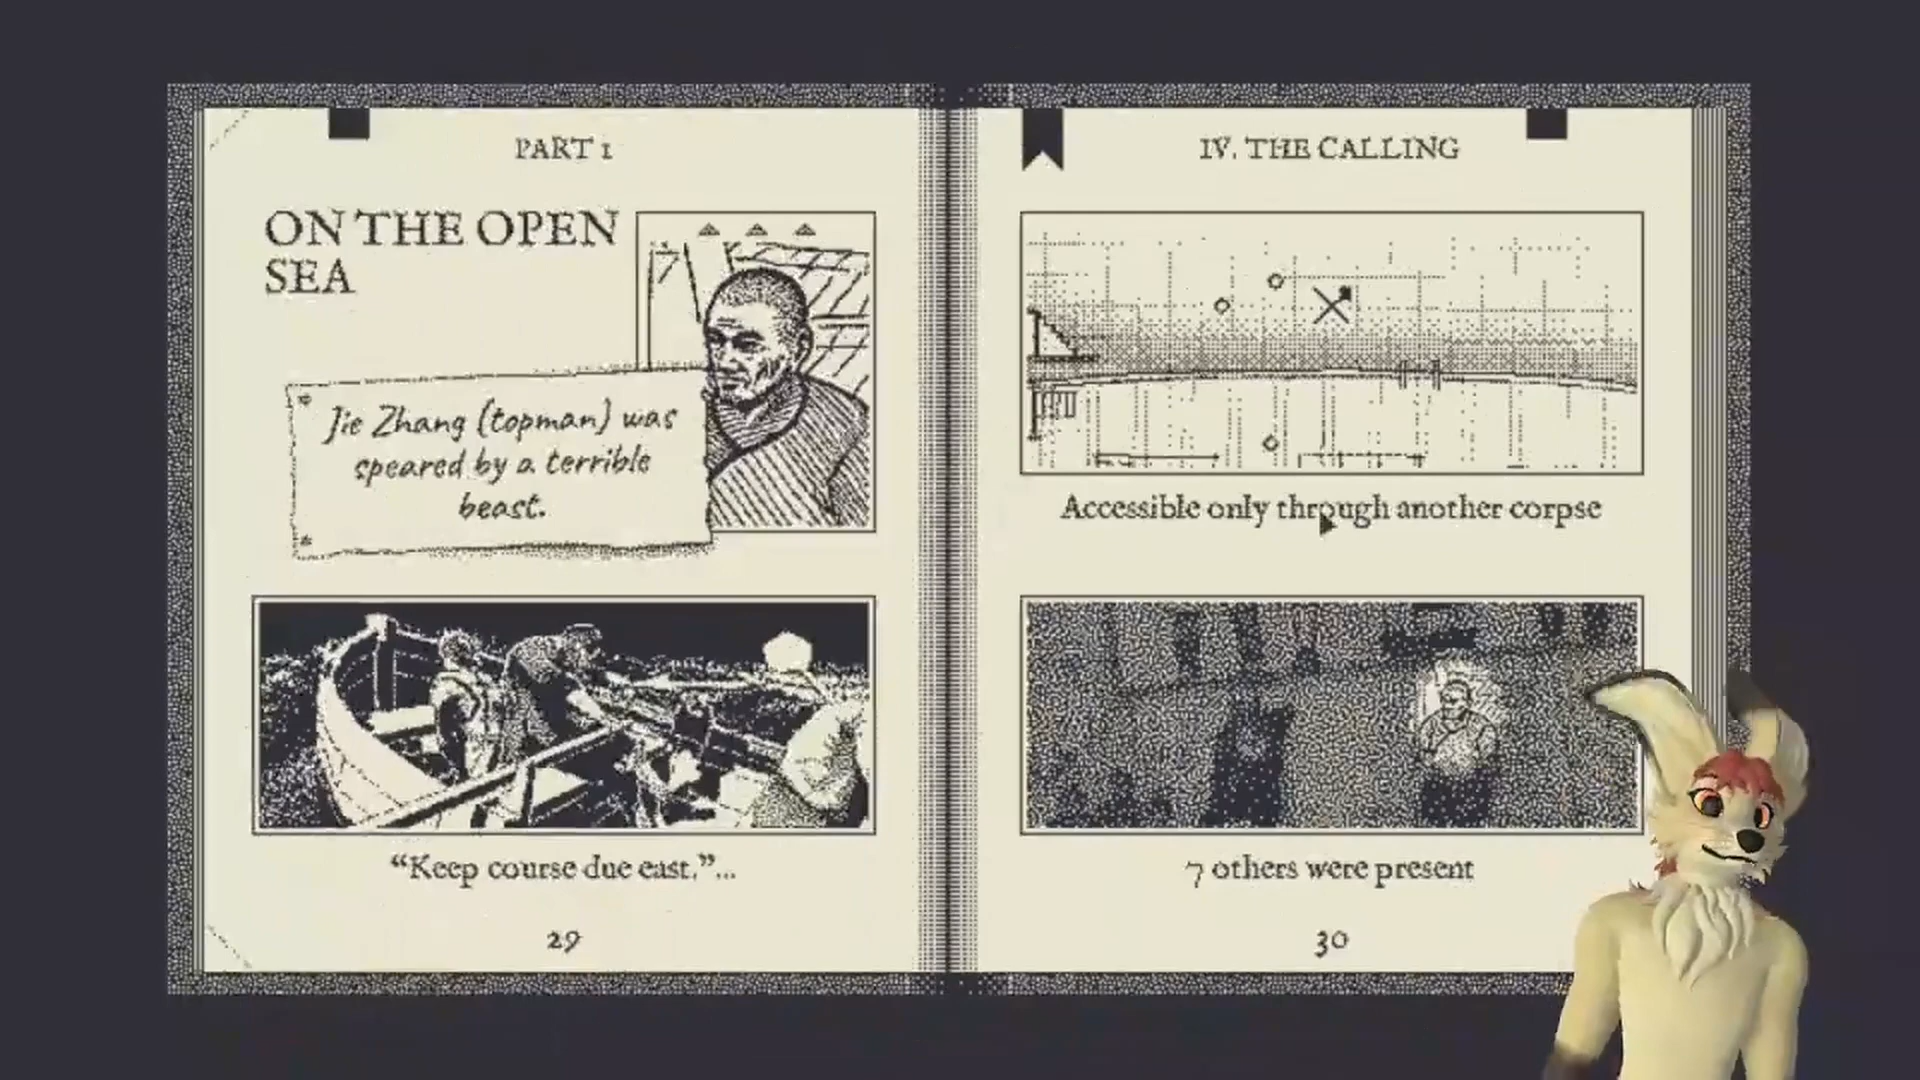 PART 1
ON THE OPEN
SEA
Jie Zhang (topman) was
speared by a terrible
beast.
"Keep course due east."...
29
IV. THE CALLING
Accessible only through another corpse
7 others were present
30